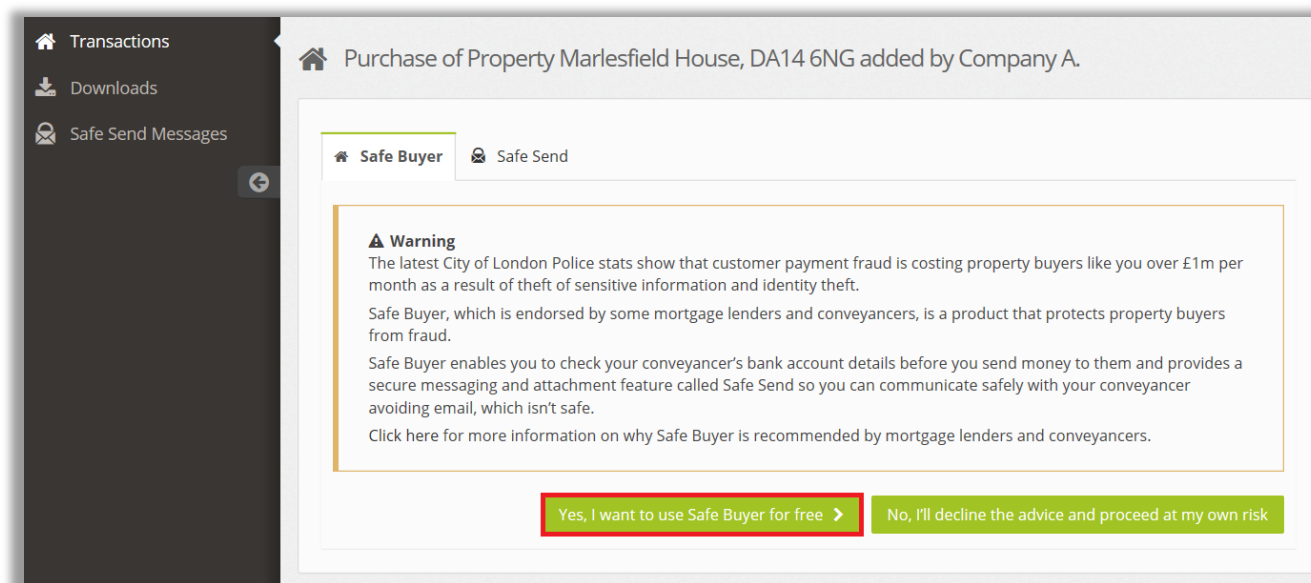 Transactions
Downloads
Safe Send Messages
Purchase of Property Marlesfield House, DA14 6NG added by Company A.
Safe Buyer
Safe Send
Warning
The latest City of London Police stats show that customer payment fraud is costing property buyers like you over £1m per
month as a result of theft of sensitive information and identity theft.
Safe Buyer, which is endorsed by some mortgage lenders and conveyancers, is a product that protects property buyers
from fraud.
Safe Buyer enables you to check your conveyancer’s bank account details before you send money to them and provides a
secure messaging and attachment feature called Safe Send so you can communicate safely with your conveyancer
avoiding email, which isn’t safe.
Click here for more information on why Safe Buyer is recommended by mortgage lenders and conveyancers.
Yes, I want to use Safe Buyer for free
No, I’ll decline the advice and proceed at my own risk